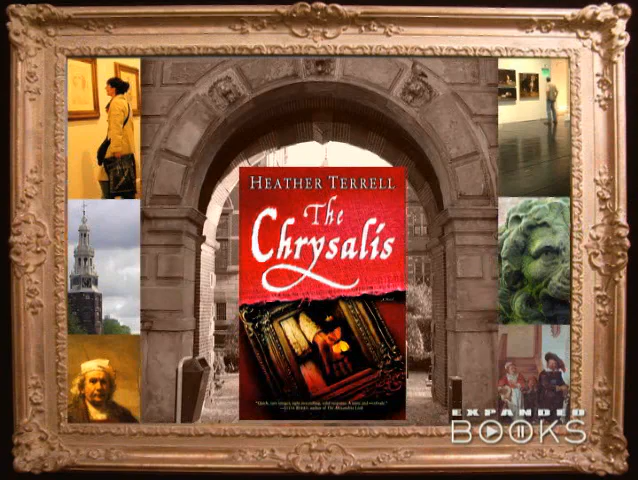 HEATHER TERRELL
The
Chrysalis
EXPANDED
BOOKS